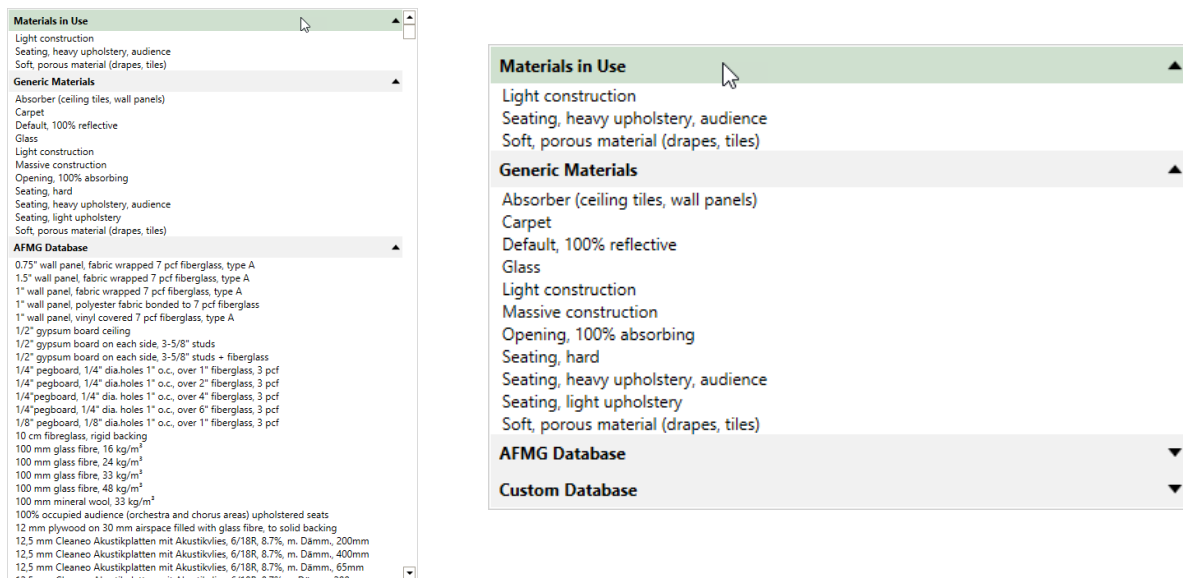 Materials in Use
Light construction
Seating, heavy upholstery, audience
Soft, porous material (drapes, tiles)
Generic Materials
Absorber (ceiling tiles, wall panels)
Carpet
Default, 100% reflective
Glass
Light construction
Massive construction
Opening, 100% absorbing
Seating, hard
Seating, heavy upholstery, audience
Seating, light upholstery
Soft, porous material (drapes, tiles)
AFMG Database
0.75" wall panel, fabric wrapped 7 pcf fiberglass, type A
1.5" wall panel, fabric wrapped 7 pcf fiberglass, type A
1" wall panel, fabric wrapped 7 pcf fiberglass, type A
1" wall panel, polyester fabric bonded to 7 pcf fiberglass
1" wall panel, vinyl covered 7 pcf fiberglass, type A
1/2" gypsum board ceiling
1/2" gypsum board on each side, 3-5/8" studs
1/2" gypsum board on each side, 3-5/8" studs + fiberglass
1/4" pegboard, 1/4" dia.holes 1" o.c., over 1" fiberglass, 3 pcf
1/4" pegboard, 1/4" dia.holes 1" o.c., over 2" fiberglass, 3 pcf
1/4"pegboard, 1/4" dia. holes 1" o.c., over 4" fiberglass, 3 pcf
1/4"pegboard, 1/4" dia. holes 1" o.c., over 6" fiberglass, 3 pcf
1/8" pegboard, 1/8" dia.holes 1" o.c., over 1" fiberglass, 3 pcf
10 cm fibreglass, rigid backing
100 mm glass fibre, 16 kg/m³
100 mm glass fibre, 24 kg/m³
100 mm glass fibre, 33 kg/m³
100 mm glass fibre, 48 kg/m³
100 mm mineral wool, 33 kg/m³
100% occupied audience (orchestra and chorus areas) upholstered seats
12 mm plywood on 30 mm airspace filled with glass fibre, to solid backing
12,5 mm Cleaneo Akustikplatten mit Akustikvlies, 6/18R, 8.7%, m. Dämm., 200mm
12,5 mm Cleaneo Akustikplatten mit Akustikvlies, 6/18R, 8.7%, m. Dämm., 400mm
12,5 mm Cleaneo Akustikplatten mit Akustikvlies, 6/18R, 8.7%, m. Dämm., 65mm
Materials in Use
Light construction
Seating, heavy upholstery, audience
Soft, porous material (drapes, tiles)
Generic Materials
Absorber (ceiling tiles, wall panels)
Carpet
Default, 100% reflective
Glass
Light construction
Massive construction
Opening, 100% absorbing
Seating, hard
Seating, heavy upholstery, audience
Seating, light upholstery
Soft, porous material (drapes, tiles)
AFMG Database
Custom Database